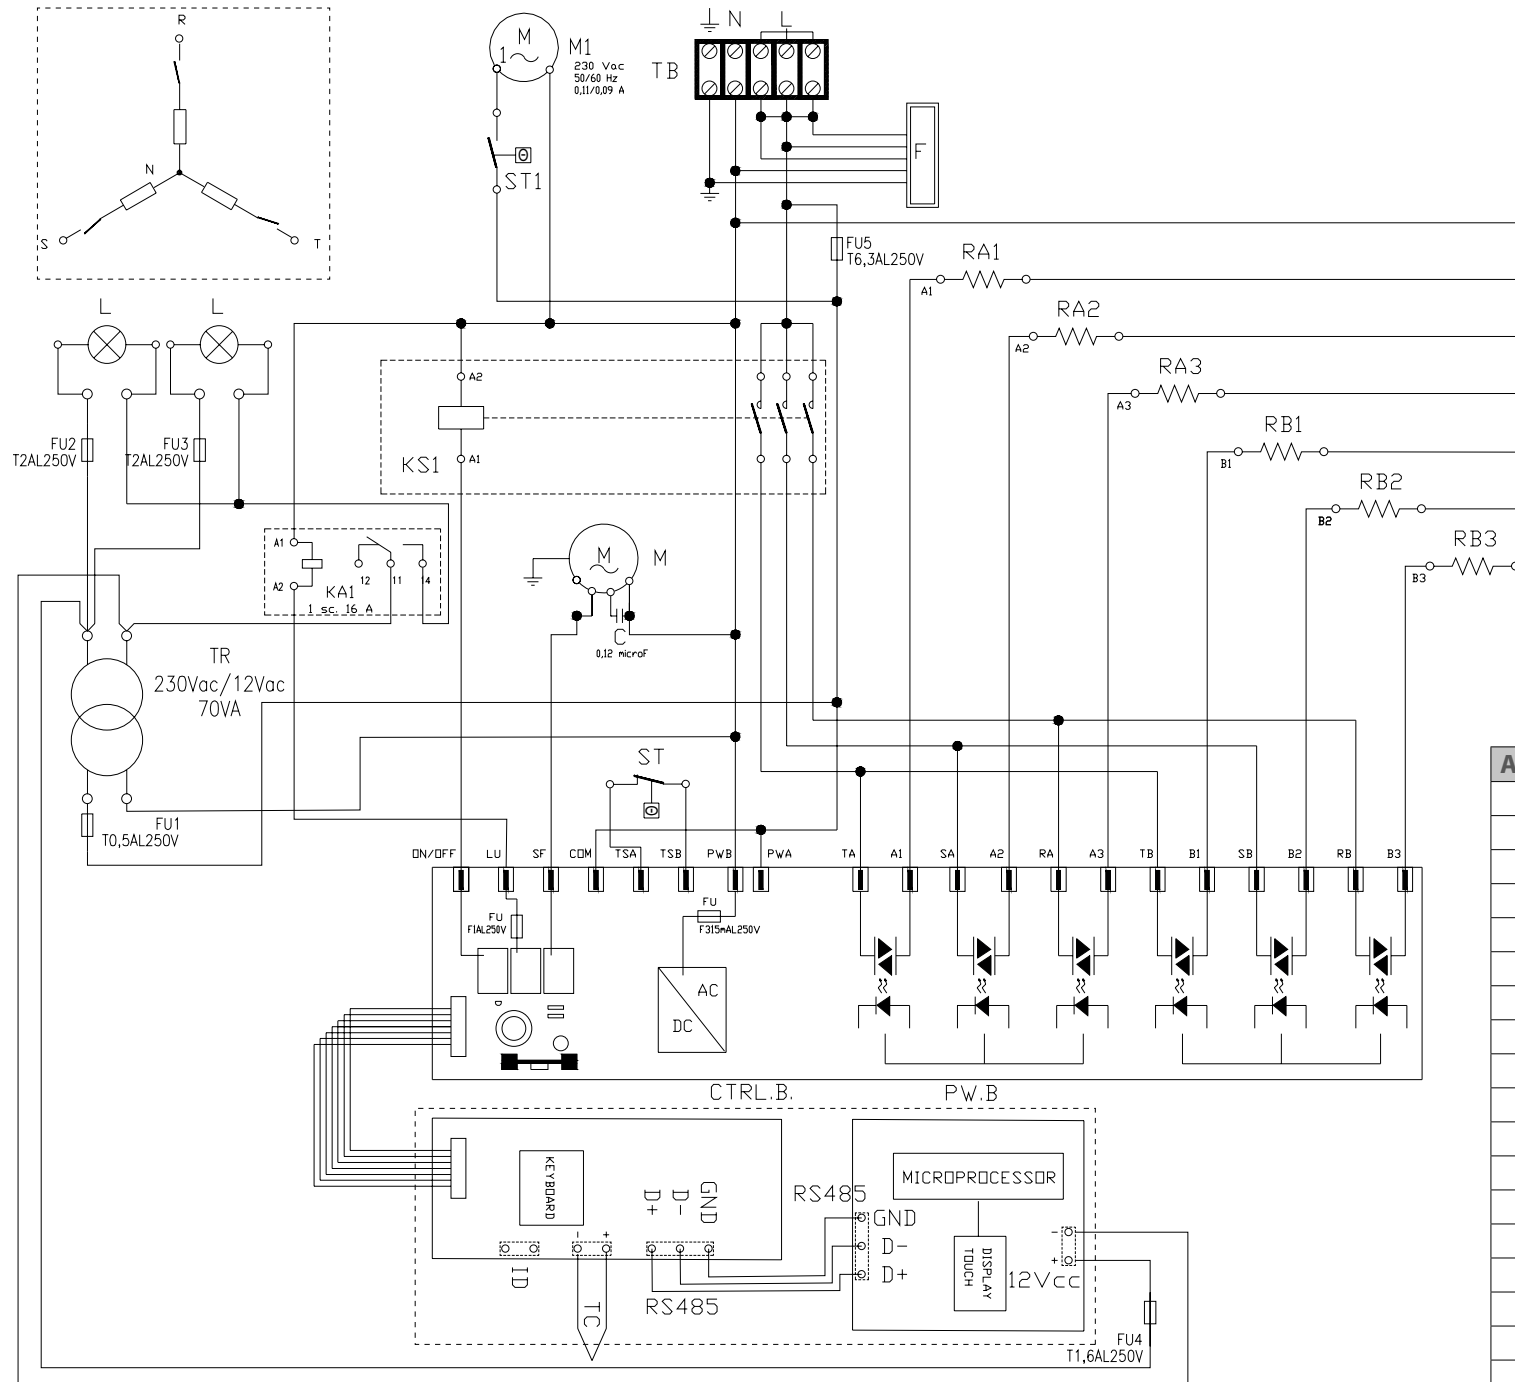 R
N
S
T
M
1
M1
230 Vac
50/60 Hz
0,11/0,09 A
ST1
N
L
TB
F
FU5
T6,3AL250V
RA1
A1
RA2
A2
RA3
A3
RB1
B1
RB2
B2
RB3
B3
L
L
FU2
T2AL250V
FU3
T2AL250V
A2
KS1
A1
A1
A2
KA1
1 sc. 16 A
12
11
14
M
M
C
0,12 microF
TR
230Vac/12Vac
70VA
FU1
T0,5AL250V
ST
A
ON/OFF LU SF COM TSA TSB PWB PWA TA A1 SA A2 RA A3 TB B1 SB B2 RB B3
FU
F1AL250V
FU
F315mAL250V
AC
DC
CTRL.B.
PW.B
KEYBOARD
D+
D-
GND
- +
ID
TC
RS485
RS485
MICROPROCESSOR
GND
D-
D+
DISPLAY
TOUCH
-
+
12Vcc
FU4
T1,6AL250V